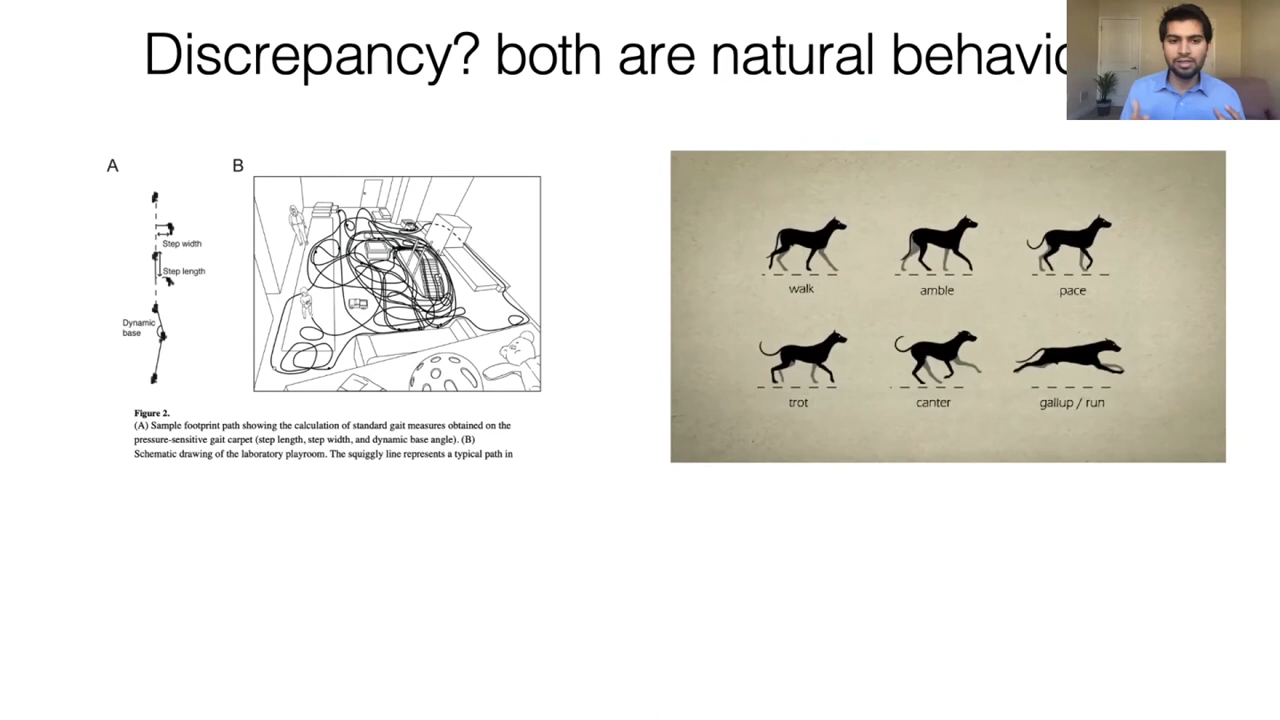 Discrepancy? both are natural behavio
A
B
Step width
Step length
Dynamic
base
Figure 2.
(A) Sample footprint path showing the calculation of standard gait measures obtained on the
pressure-sensitive gait carpet (step length, step width, and dynamic base angle). (B)
Schematic drawing of the laboratory playroom. The squiggly line represents a typical path in
walk
amble
pace
trot
canter
gallup / run